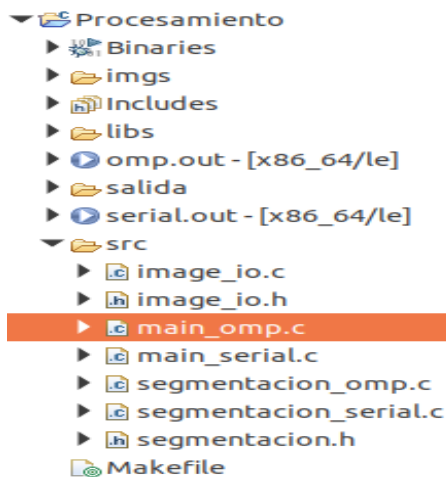 Procesamiento
Binaries
imgs
Includes
libs
omp.out - [x86_64/le]
salida
serial.out - [x86_64/le]
src
image_io.c
image_io.h
main_omp.c
main_serial.c
segmentacion_omp.c
segmentacion_serial.c
segmentacion.h
Makefile